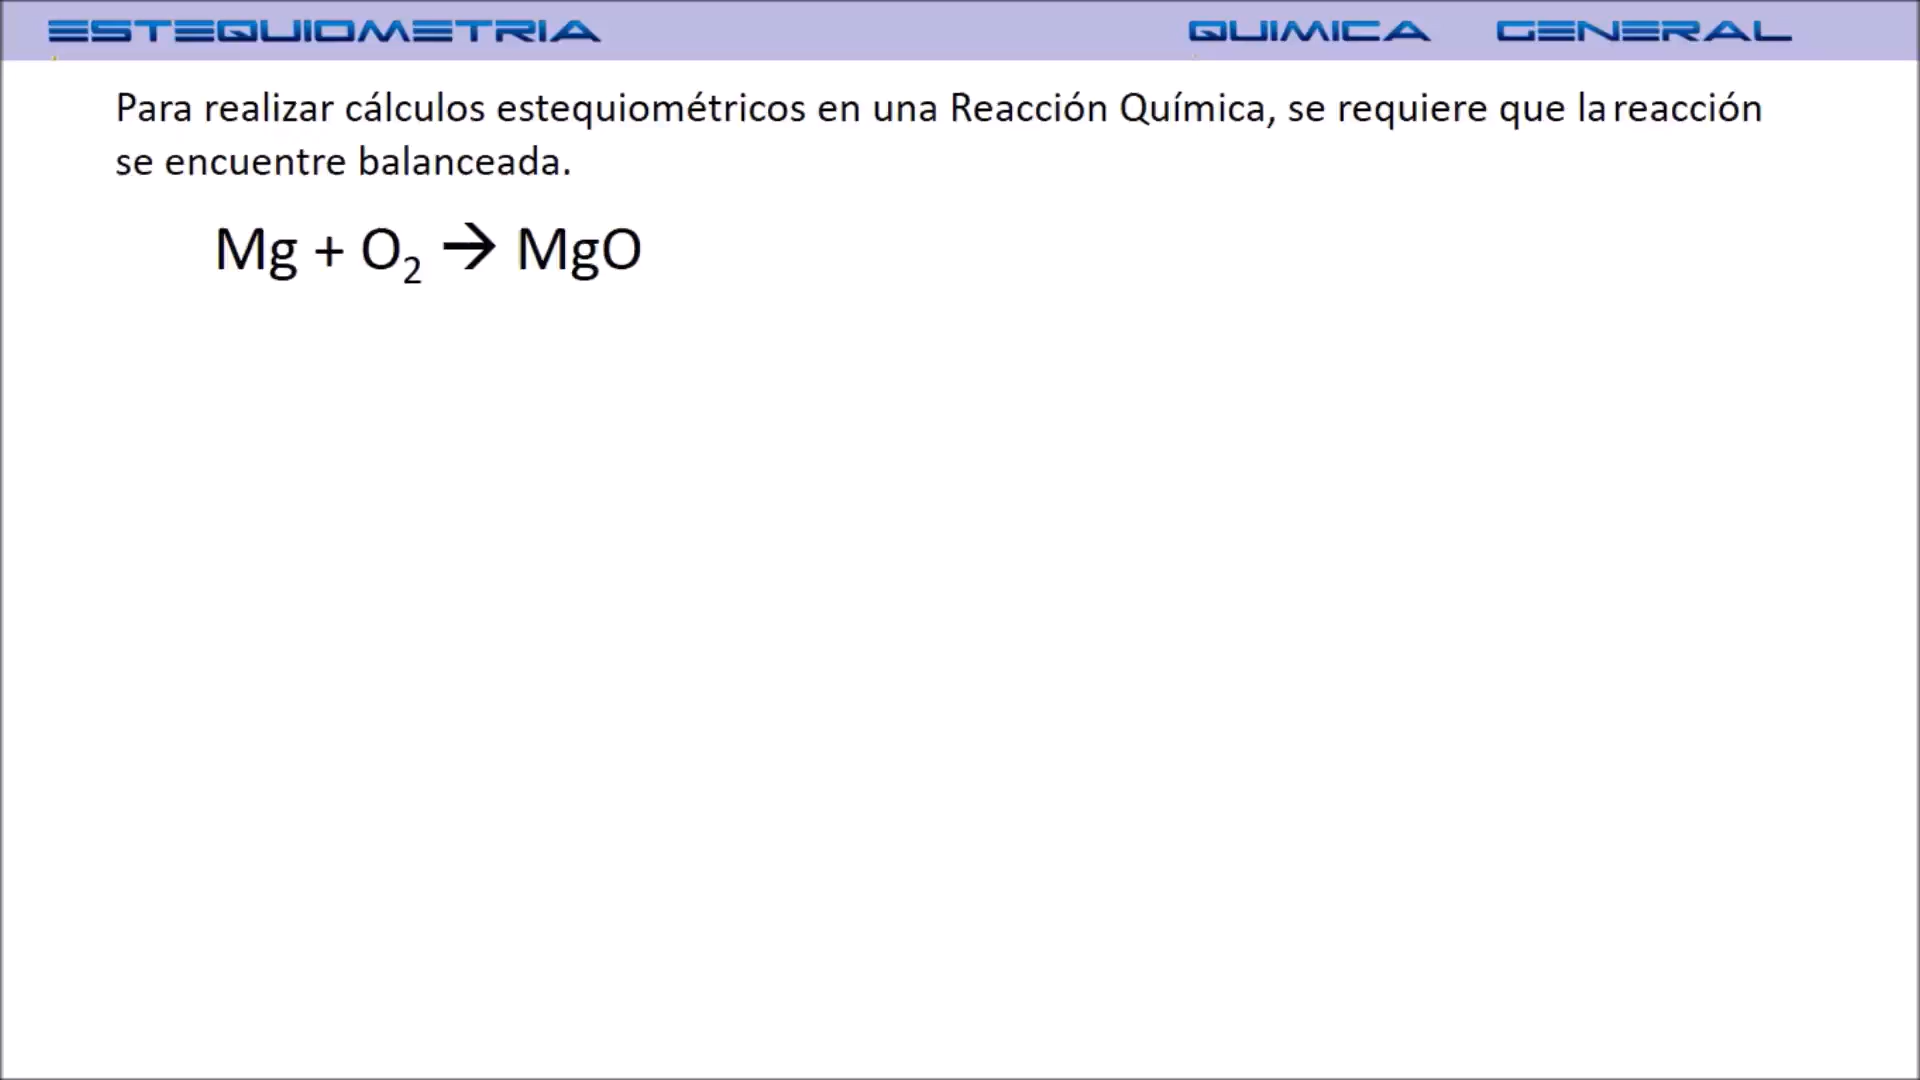 ESTEQUIOMETRIA QUIMICA GENERAL
Para realizar cálculos estequiométricos en una Reacción Química, se requiere que la reacción
se encuentre balanceada.
Mg + O₂ → MgO